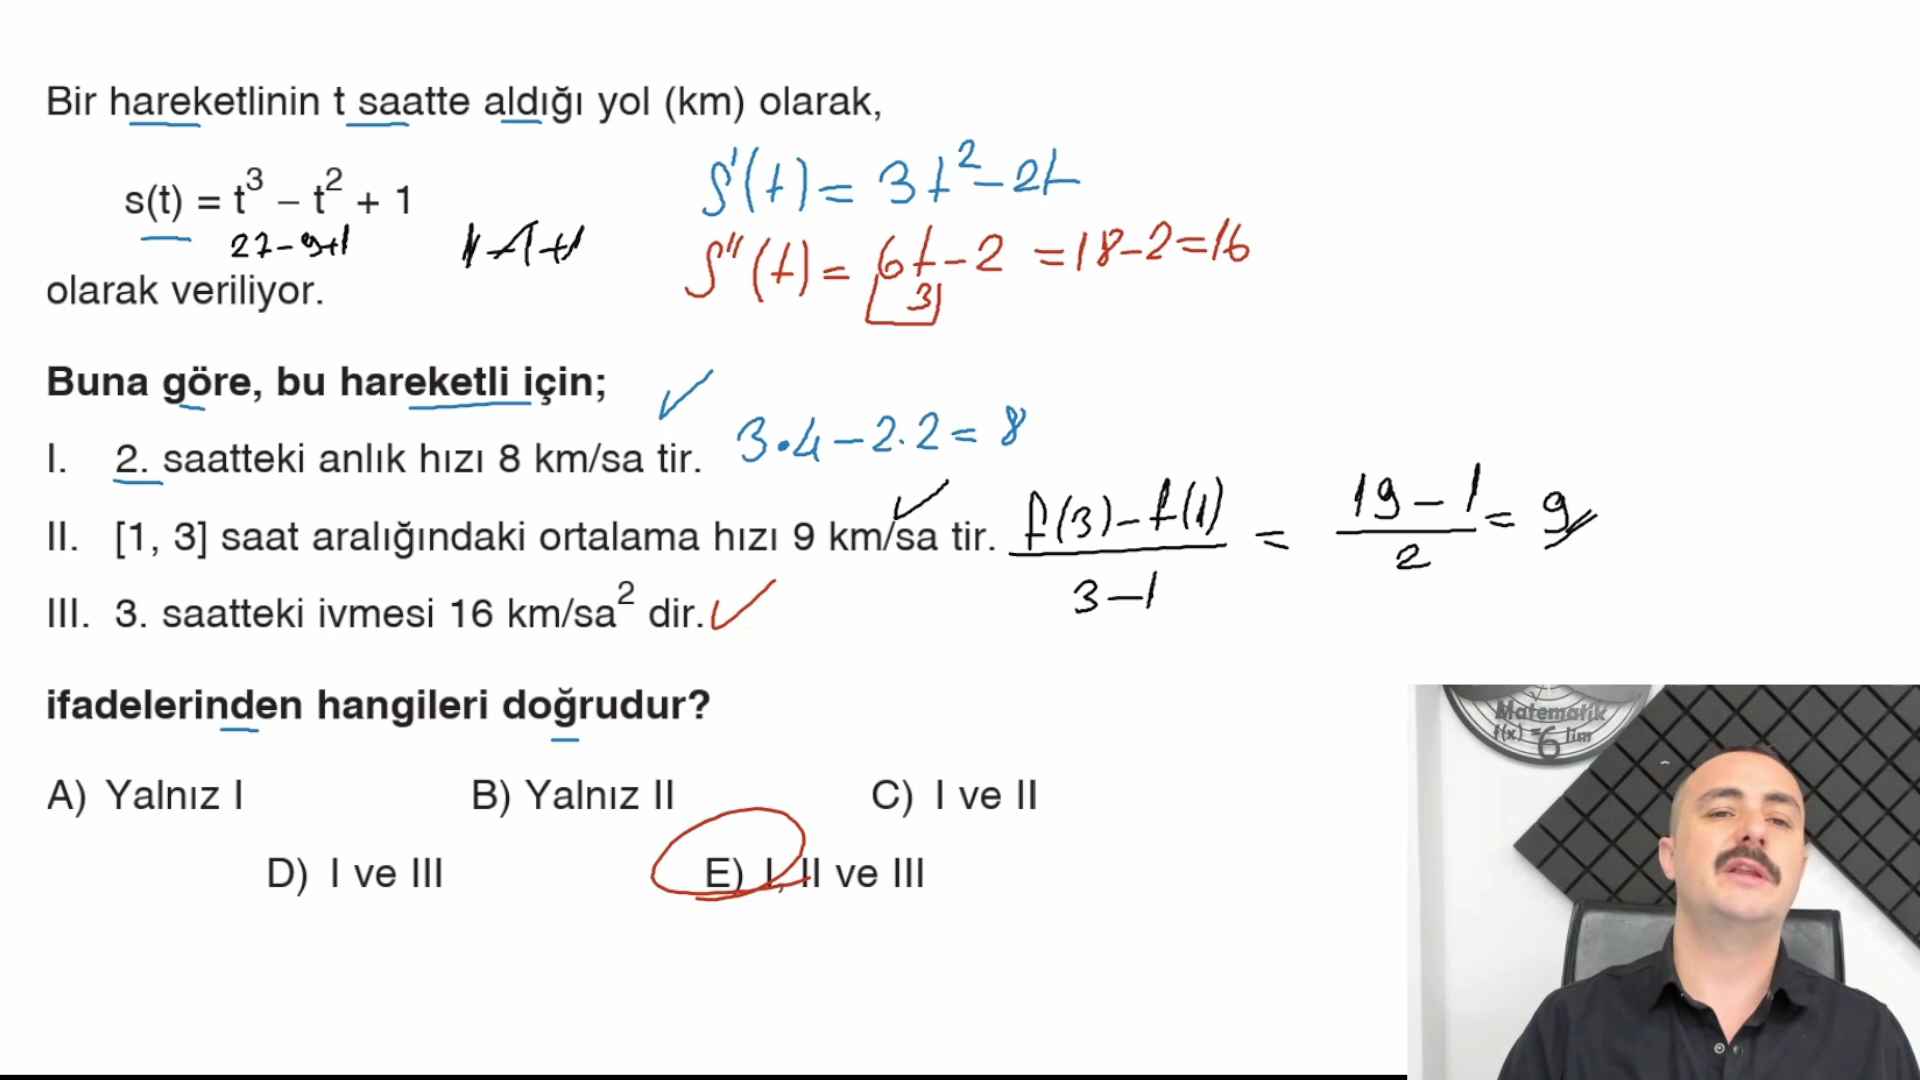 Bir hareketlinin t saatte aldığı yol (km) olarak,
s(t) = t³ – t² + 1
27-9+1
1-1+1
s'(t) = 3t²-2t
s''(t) = 6t-2 = 18-2=16
3
olarak veriliyor.
Buna göre, bu hareketli için;
I. 2. saatteki anlık hızı 8 km/sa tir. 3·4-2.2= 8
II. [1, 3] saat aralığındaki ortalama hızı 9 km/sa tir. f(3)-f(1) / 3-1 = 19-1 / 2 = 9
III. 3. saatteki ivmesi 16 km/sa² dir.
ifadelerinden hangileri doğrudur?
A) Yalnız I B) Yalnız II C) I ve II
D) I ve III E) I, II ve III
Matematik
f(x) = 6 lim